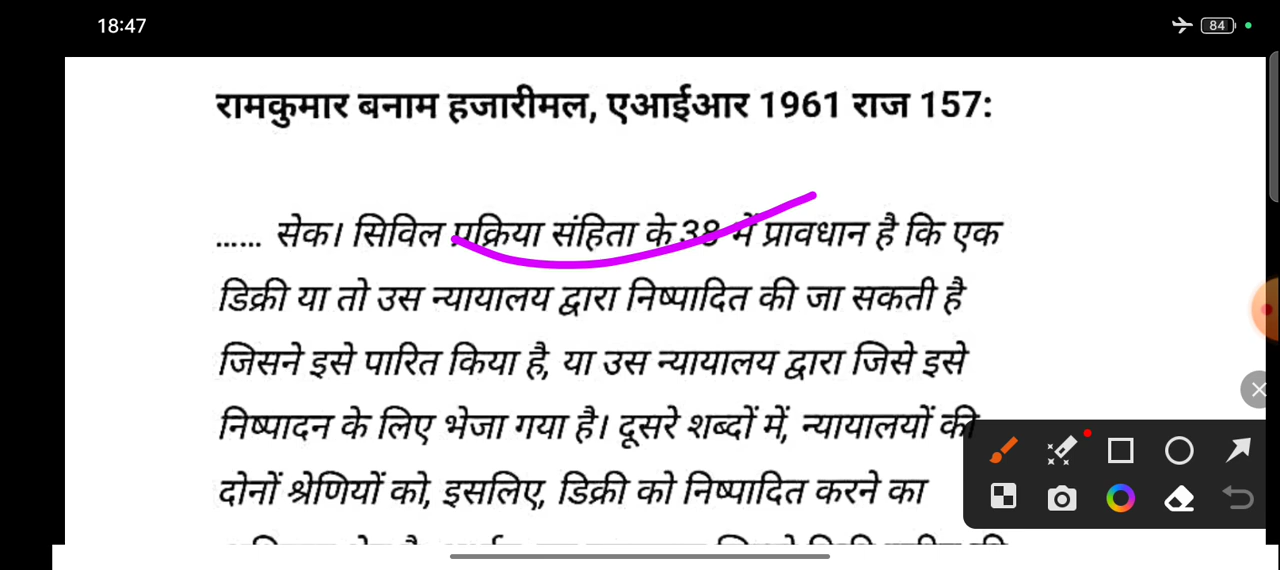 18:47
84
रामकुमार बनाम हजारीमल, एआईआर 1961 राज 157:
...... सेक। सिविल प्रक्रिया संहिता के 38 में प्रावधान है कि एक
डिक्री या तो उस न्यायालय द्वारा निष्पादित की जा सकती है
जिसने इसे पारित किया है, या उस न्यायालय द्वारा जिसे इसे
निष्पादन के लिए भेजा गया है। दूसरे शब्दों में, न्यायालयों की
दोनों श्रेणियों को, इसलिए, डिक्री को निष्पादित करने का